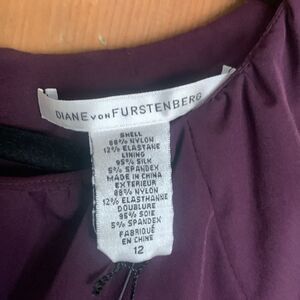 DIANE VON FURSTENBERG
SHELL
88% NYLON
12% ELASTANE
LINING
95% SILK
5% SPANDEX
MADE IN CHINA
EXTERIEUR
88% NYLON
12% ELASTHANNE
DOUBLURE
95% SOIE
5% SPANDEX
FABRIQUÉ
EN CHINE
12